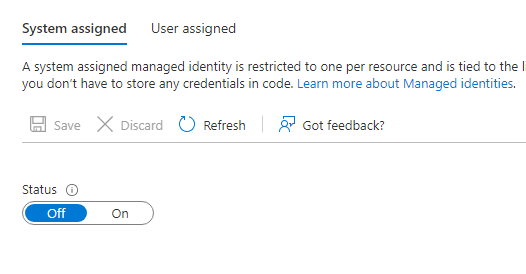 System assigned User assigned
A system assigned managed identity is restricted to one per resource and is tied to the
you don't have to store any credentials in code. Learn more about Managed identities.
Save Discard Refresh Got feedback?
Status
Off On